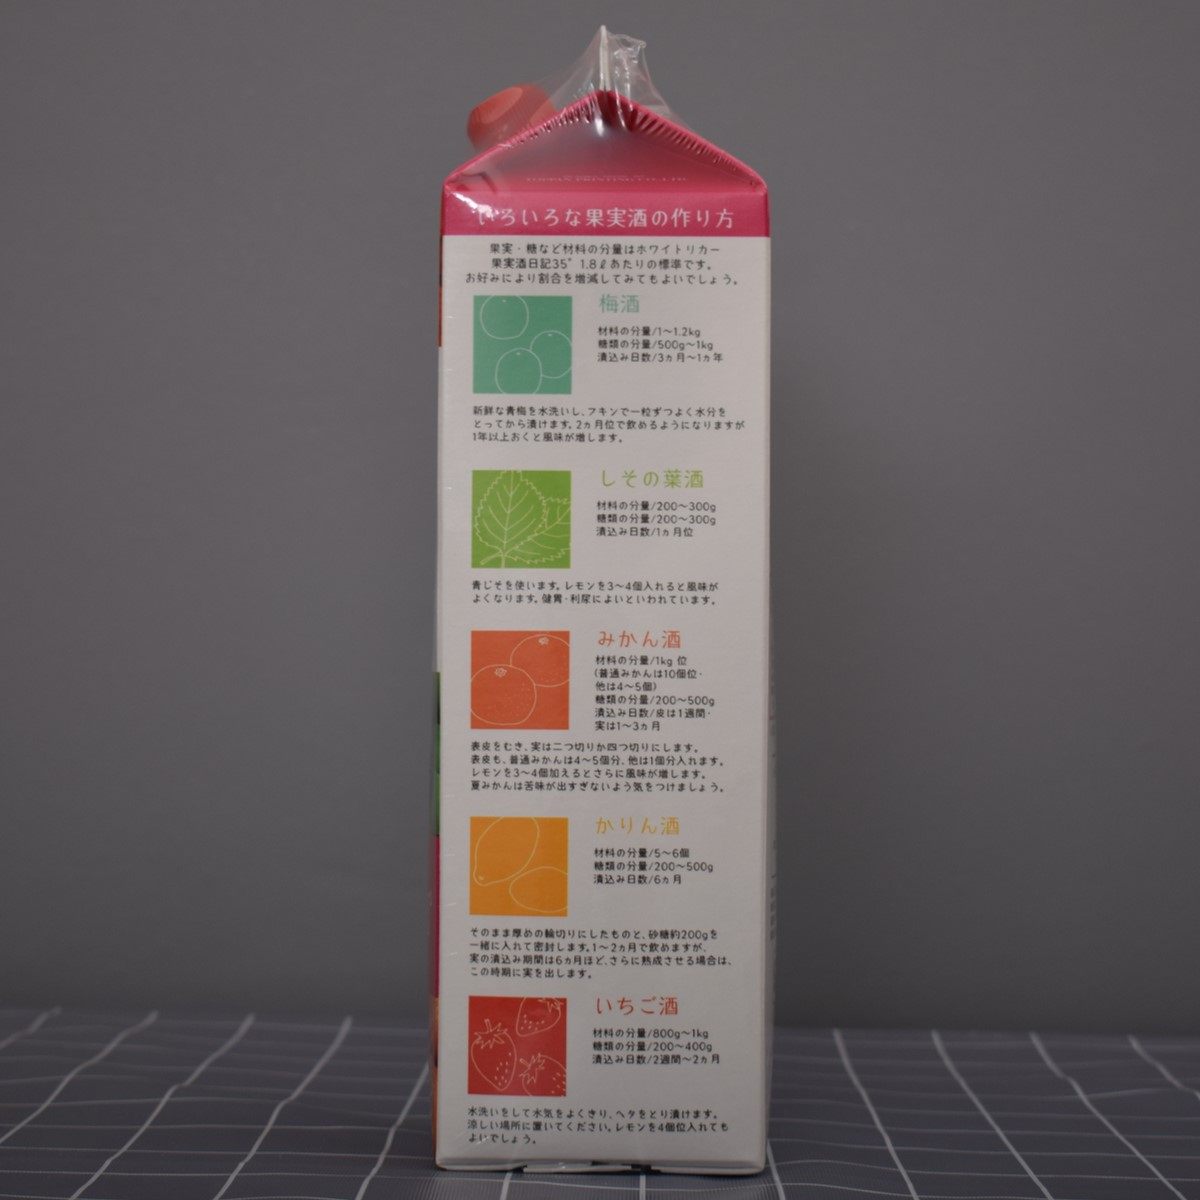 いろいろな果実酒の作り方
果実・糖など材料の分量はホワイトリカー
果実酒日記35° 1.8ℓあたりの標準です。
お好みにより割合を増減してみてもよいでしょう。
梅酒
材料の分量/1〜1.2kg
糖類の分量/500g〜1kg
漬込み日数/3ヵ月〜1ヵ年
新鮮な青梅を水洗いし、フキンで一粒ずつよく水分を
とってから漬けます。2ヵ月位で飲めるようになりますが
1年以上おくと風味が増します。
しその葉酒
材料の分量/200〜300g
糖類の分量/200〜300g
漬込み日数/1ヵ月位
青じそを使います。レモンを3〜4個入れると風味が
よくなります。健胃・利尿によいといわれています。
みかん酒
材料の分量/1kg 位
(普通みかんは10個位・
他は4〜5個)
糖類の分量/200〜500g
漬込み日数/皮は1週間・
実は1〜3ヵ月
表皮をむき、実は二つ切りか四つ切りにします。
表皮も、普通みかんは4〜5個分、他は1個分入れます。
レモンを3〜4個加えるとさらに風味が増します。
夏みかんは苦味が出すぎないよう気をつけましょう。
かりん酒
材料の分量/5〜6個
糖類の分量/200〜500g
漬込み日数/6ヵ月
そのまま厚めの輪切りにしたものと、砂糖約200gを
一緒に入れて密封します。1〜2ヵ月で飲めますが、
実の漬込み期間は6ヵ月ほど、さらに熟成させる場合は、
この時期に実を出します。
いちご酒
材料の分量/800g〜1kg
糖類の分量/200〜400g
漬込み日数/2週間〜2ヵ月
水洗いをして水気をよくきり、ヘタをとり漬けます。
涼しい場所に置いてください。レモンを4個位入れても
よいでしょう。